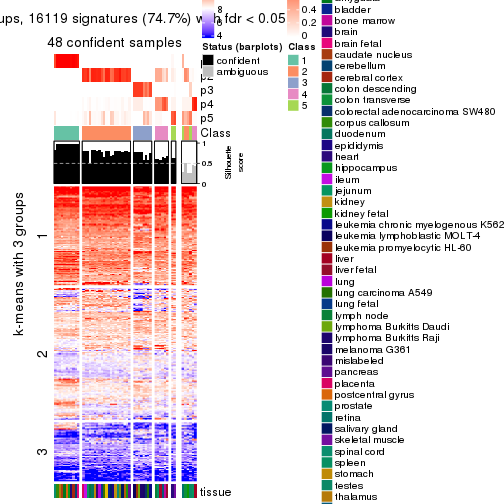 ups, 16119 signatures (74.7%) with fdr < 0.05
48 confident samples
p3
p4
p5
Class
1
0.5
0
Silhouette
score
k-means with 3 groups
1
2
3
tissue
8
6
4
Status (barplots)
confident
ambiguous
0.4
0.2
0
Class
1
2
3
4
5
bladder
bone marrow
brain
brain fetal
caudate nucleus
cerebellum
cerebral cortex
colon descending
colon transverse
colorectal adenocarcinoma SW480
corpus callosum
duodenum
epididymis
heart
hippocampus
ileum
jejunum
kidney
kidney fetal
leukemia chronic myelogenous K562
leukemia lymphoblastic MOLT-4
leukemia promyelocytic HL-60
liver
liver fetal
lung
lung carcinoma A549
lung fetal
lymph node
lymphoma Burkitts Daudi
lymphoma Burkitts Raji
melanoma G361
mislabeled
pancreas
placenta
postcentral gyrus
prostate
retina
salivary gland
skeletal muscle
spinal cord
spleen
stomach
testes
thalamus